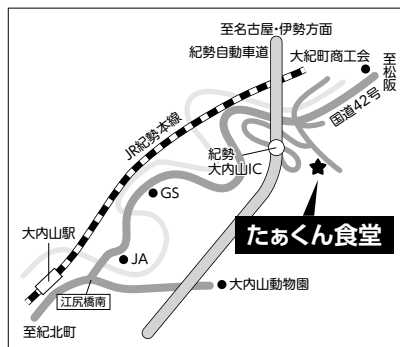 至名古屋・伊勢方面
紀勢自動車道
大紀町商工会
至松阪
国道42号
JR紀勢本線
紀勢
大内山IC
GS
たぁくん食堂
大内山駅
JA
大内山動物園
江尻橋南
至紀北町